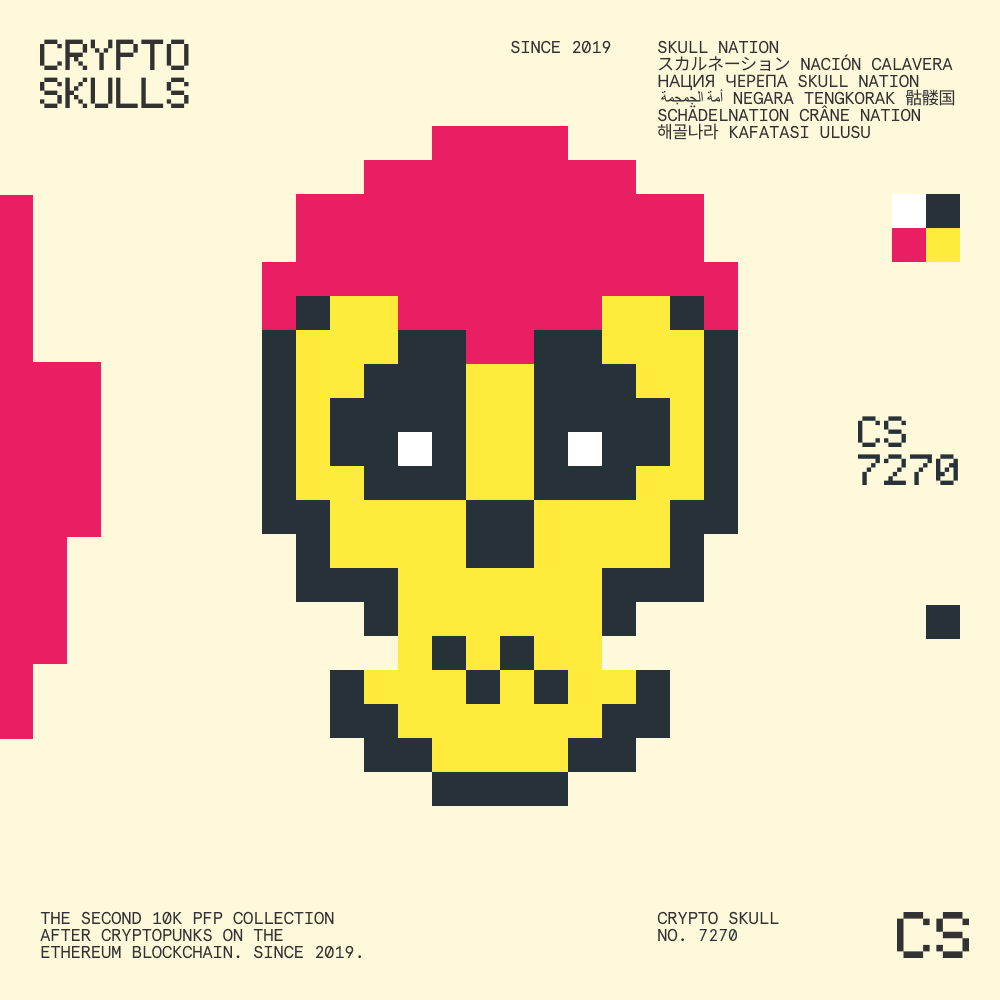 CRYPTO
SKULLS
SINCE 2019
SKULL NATION
スカルネーション NACIÓN CALAVERA
НАЦИЯ ЧЕРЕПА SKULL NATION
أمة الجمجمة NEGARA TENGKORAK 骷髅国
SCHÄDELNATION CRÂNE NATION
해골나라 KAFATASI ULUSU
CS
7270
THE SECOND 10K PFP COLLECTION
AFTER CRYPTOPUNKS ON THE
ETHEREUM BLOCKCHAIN. SINCE 2019.
CRYPTO SKULL
NO. 7270
CS